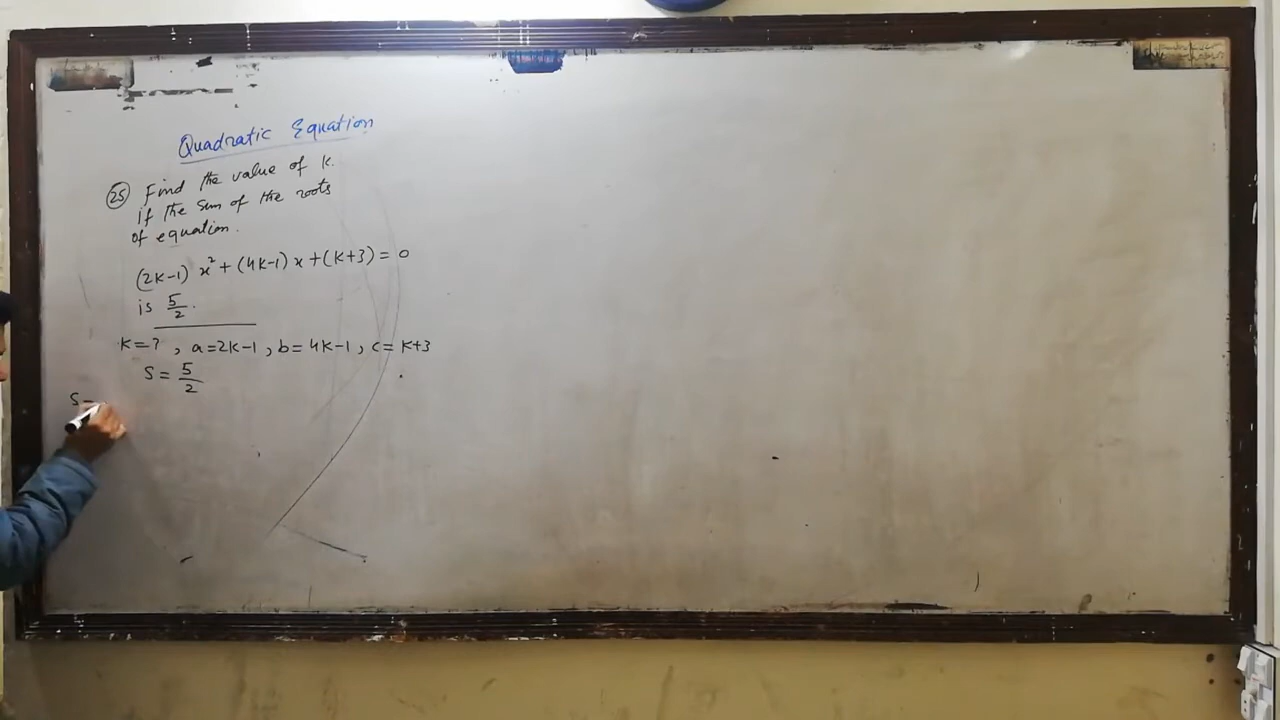 Quadratic Equation
25 Find the value of K.
if the sum of the roots
of equation.
(2K-1) x² + (4K-1) x + (K+3) = 0
is 5/2.
K=? , a=2K-1 , b=4K-1 , c=K+3
S = 5/2
S=